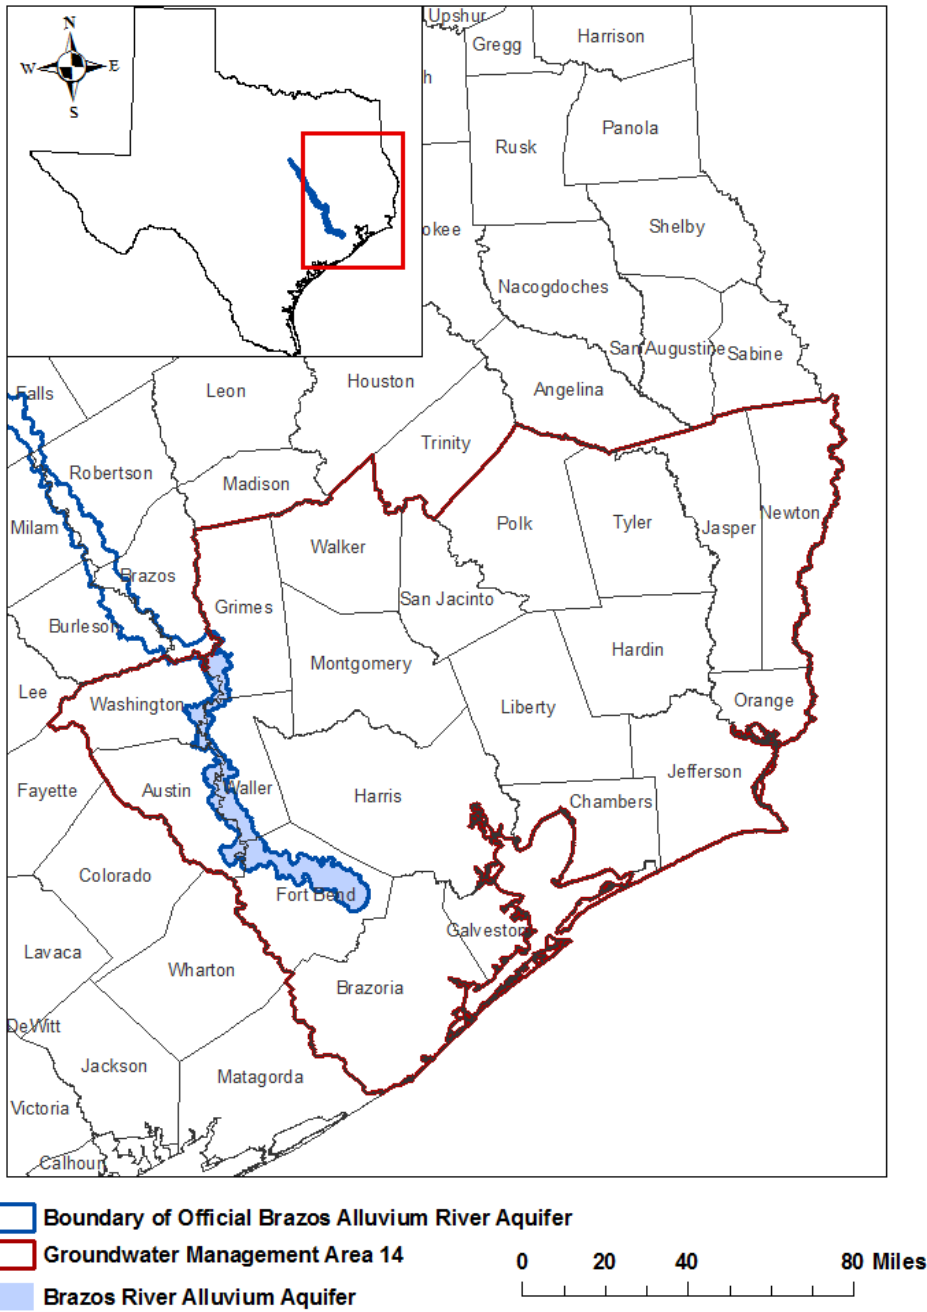 N
W E
S
Upshur
Gregg
Harrison
h
Rusk
Panola
okee
Shelby
Nacogdoches
San Augustine
Sabine
Falls
Leon
Houston
Angelina
Trinity
Robertson
Madison
Milam
Walker
Polk
Tyler
Jasper
Newton
Brazos
Grimes
San Jacinto
Burleson
Montgomery
Hardin
Lee
Washington
Liberty
Orange
Fayette
Austin
Waller
Harris
Jefferson
Chambers
Colorado
Fort Bend
Galveston
Lavaca
Wharton
Brazoria
DeWitt
Jackson
Matagorda
Victoria
Calhoun
Boundary of Official Brazos Alluvium River Aquifer
Groundwater Management Area 14
Brazos River Alluvium Aquifer
0 20 40 80 Miles